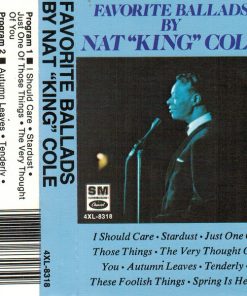 FAVORITE BALLADS
BY
NAT "KING" COLE
SM
Capitol
4XL-8318
I Should Care • Stardust • Just One
Those Things • The Very Thought O
You • Autumn Leaves • Tenderly •
These Foolish Things • Spring Is He
FAVORITE BALLADS
BY NAT "KING" COLE
4XL-8318
Program 1 ■ I Should Care • Stardust •
Just One Of Those Things • The Very Thought
Of You
Program 2 ■ Autumn Leaves • Tenderly •